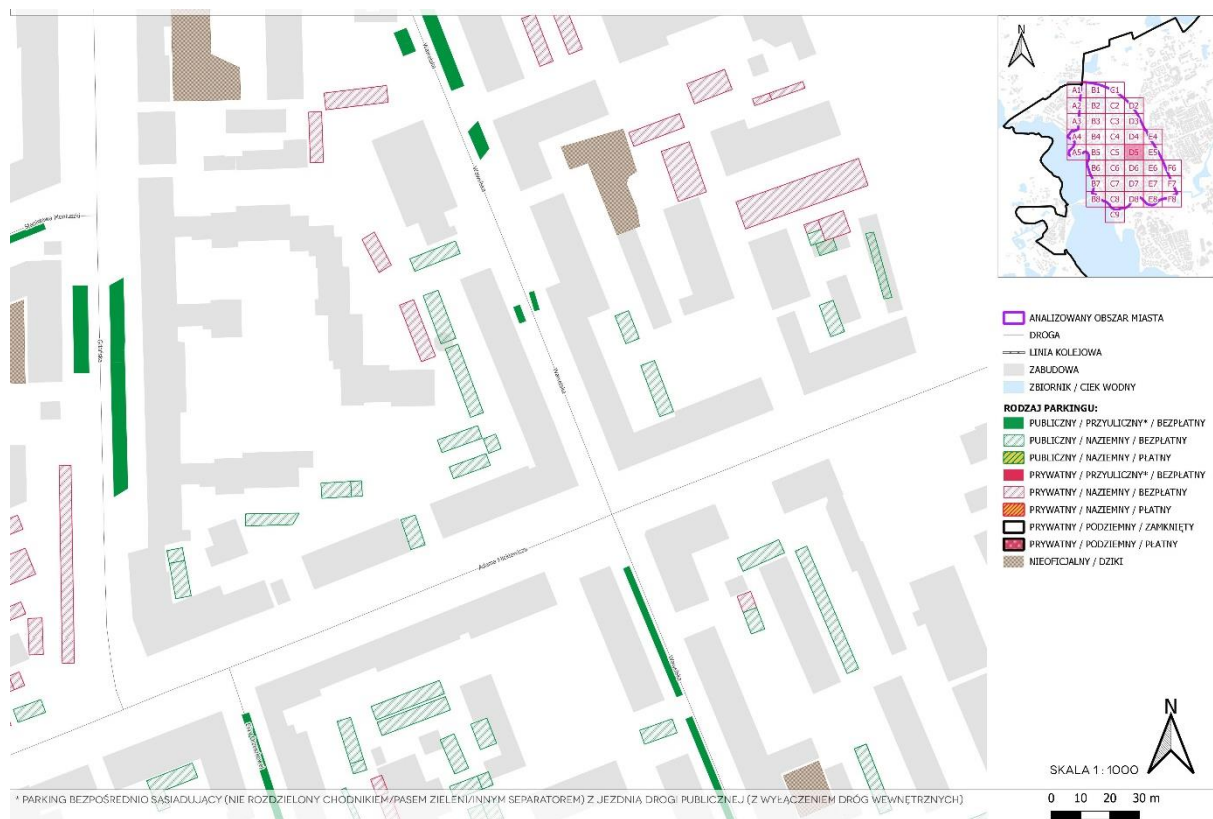 N
A1 B1 C1
A2 B2 C2 D2
A3 B3 C3 D3
A4 B4 C4 D4 E4
A5 B5 C5 D5 E5
B6 C6 D6 E6 F6
B7 C7 D7 E7 F7
B8 C8 D8 E8 F8
C9
ANALIZOWANY OBSZAR MIASTA
DROGA
LINIA KOLEJOWA
ZABUDOWA
ZBIORNIK / CIEK WODNY
RODZAJ PARKINGU:
PUBLICZNY / PRZYULICZNY* / BEZPŁATNY
PUBLICZNY / NAZIEMNY / BEZPŁATNY
PUBLICZNY / NAZIEMNY / PŁATNY
PRYWATNY / PRZYULICZNY* / BEZPŁATNY
PRYWATNY / NAZIEMNY / BEZPŁATNY
PRYWATNY / NAZIEMNY / PŁATNY
PRYWATNY / PODZIEMNY / ZAMKNIĘTY
PRYWATNY / PODZIEMNY / PŁATNY
NIEOFICJALNY / DZIKI
Adama Mickiewicza
N
SKALA 1 : 1000
0 10 20 30 m
* PARKING BEZPOŚREDNIO SĄSIADUJĄCY (NIE ROZDZIELONY CHODNIKIEM/PASEM ZIELENI/INNYM SEPARATOREM) Z JEZDNIĄ DROGI PUBLICZNEJ (Z WYŁĄCZENIEM DRÓG WEWNĘTRZNYCH)